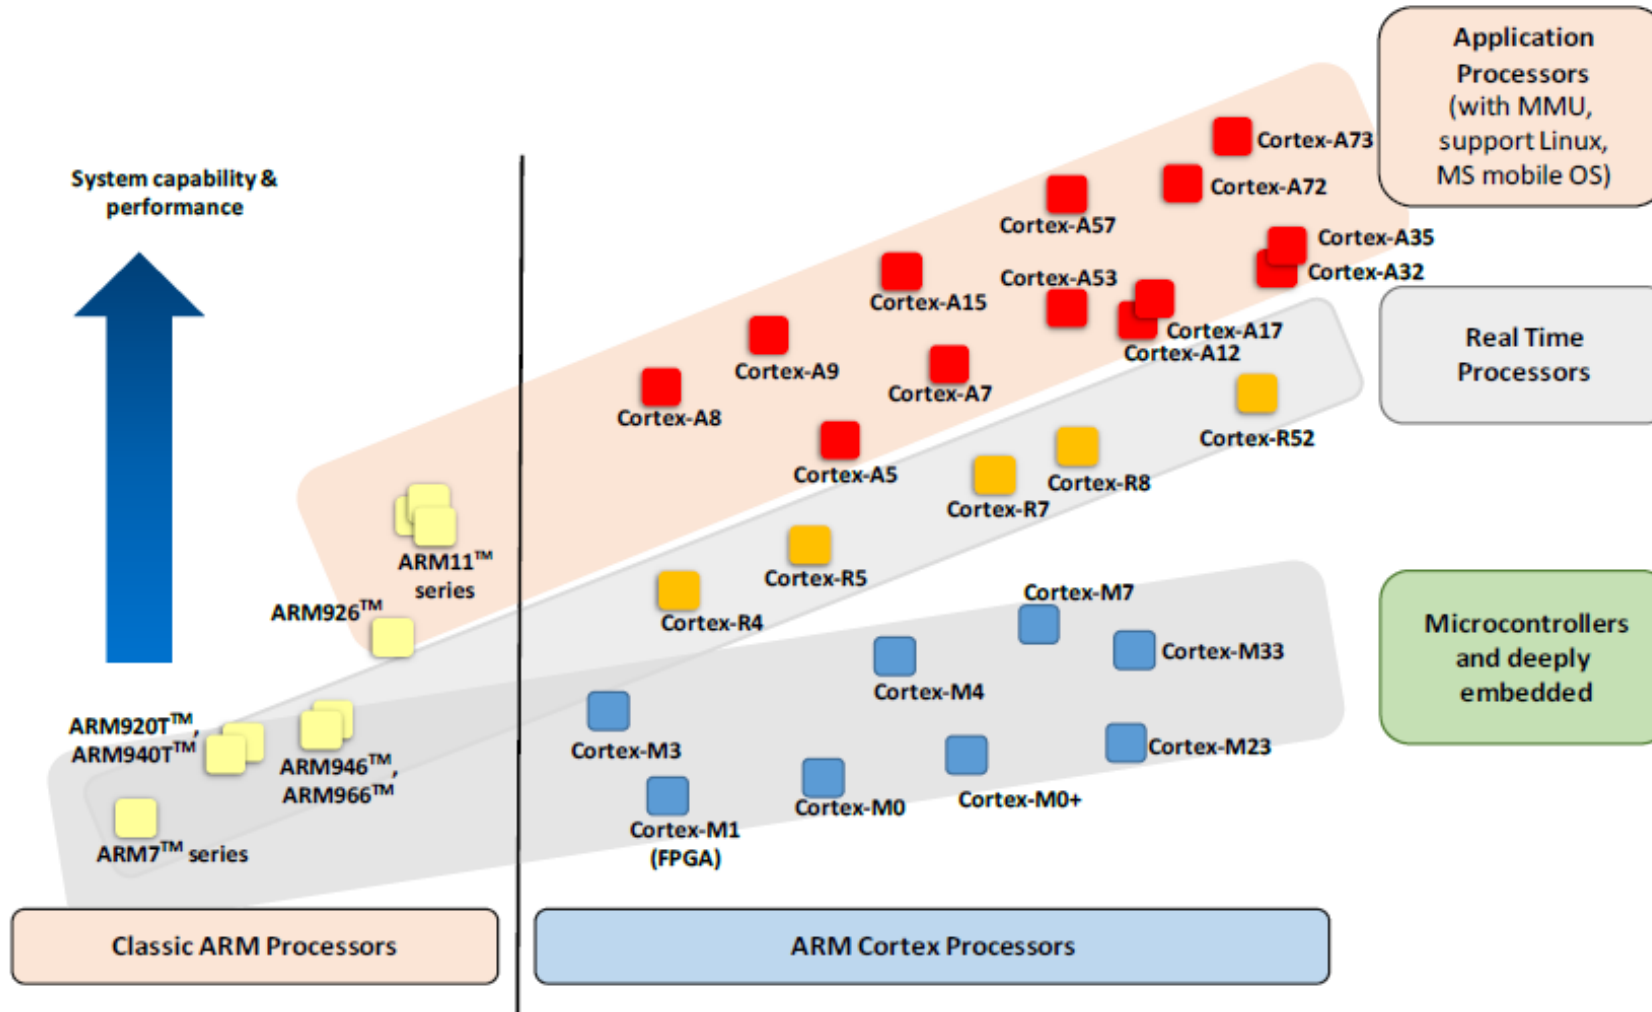 Application
Processors
(with MMU,
support Linux,
MS mobile OS)
Cortex-A73
System capability &
performance
Cortex-A72
Cortex-A57
Cortex-A35
Cortex-A53
Cortex-A32
Cortex-A15
Cortex-A17
Real Time
Processors
Cortex-A12
Cortex-A9
Cortex-A7
Cortex-A8
Cortex-R52
Cortex-A5
Cortex-R8
Cortex-R7
ARM11™
series
Cortex-R5
Cortex-M7
ARM926™
Cortex-R4
Microcontrollers
and deeply
embedded
Cortex-M33
Cortex-M4
ARM920T™,
ARM940T™
Cortex-M3
Cortex-M23
ARM946™,
ARM966™
Cortex-M0
Cortex-M0+
Cortex-M1
(FPGA)
ARM7™ series
Classic ARM Processors
ARM Cortex Processors